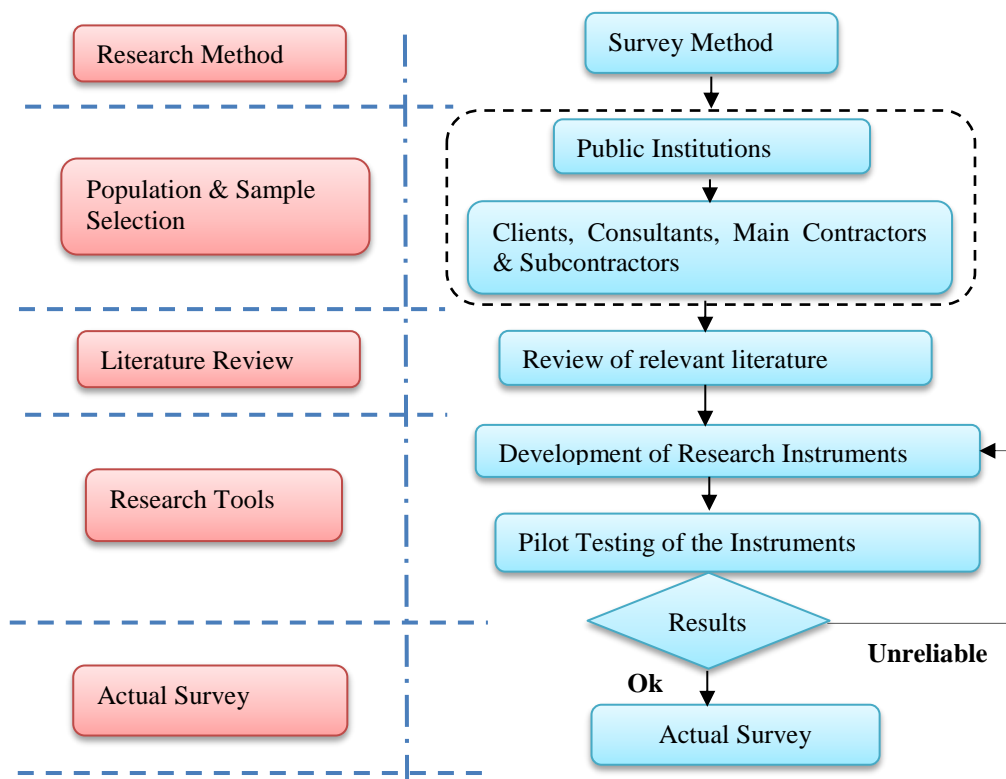 Research Method
Survey Method
Public Institutions
Population & Sample
Selection
Clients, Consultants, Main Contractors
& Subcontractors
Literature Review
Review of relevant literature
Development of Research Instruments
Research Tools
Pilot Testing of the Instruments
Results
Unreliable
Ok
Actual Survey
Actual Survey